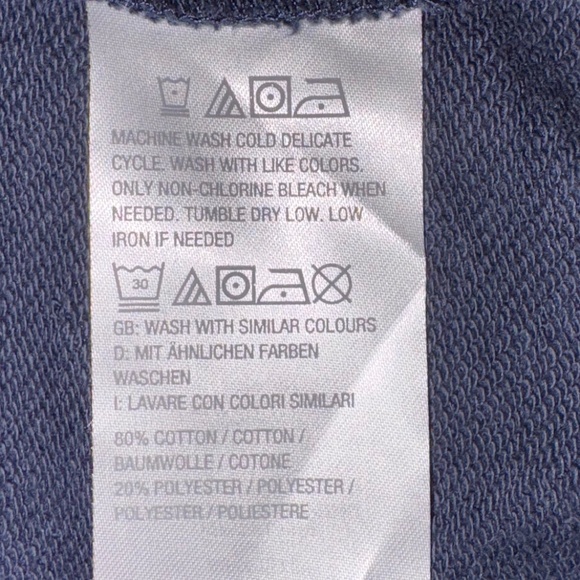 MACHINE WASH COLD DELICATE
CYCLE. WASH WITH LIKE COLORS.
ONLY NON-CHLORINE BLEACH WHEN
NEEDED. TUMBLE DRY LOW. LOW
IRON IF NEEDED
30
GB: WASH WITH SIMILAR COLOURS
D: MIT ÄHNLICHEN FARBEN
WASCHEN
I: LAVARE CON COLORI SIMILARI
80% COTTON / COTTON /
BAUMWOLLE / COTONE
20% POLYESTER / POLYESTER /
POLYESTER / POLIESTERE